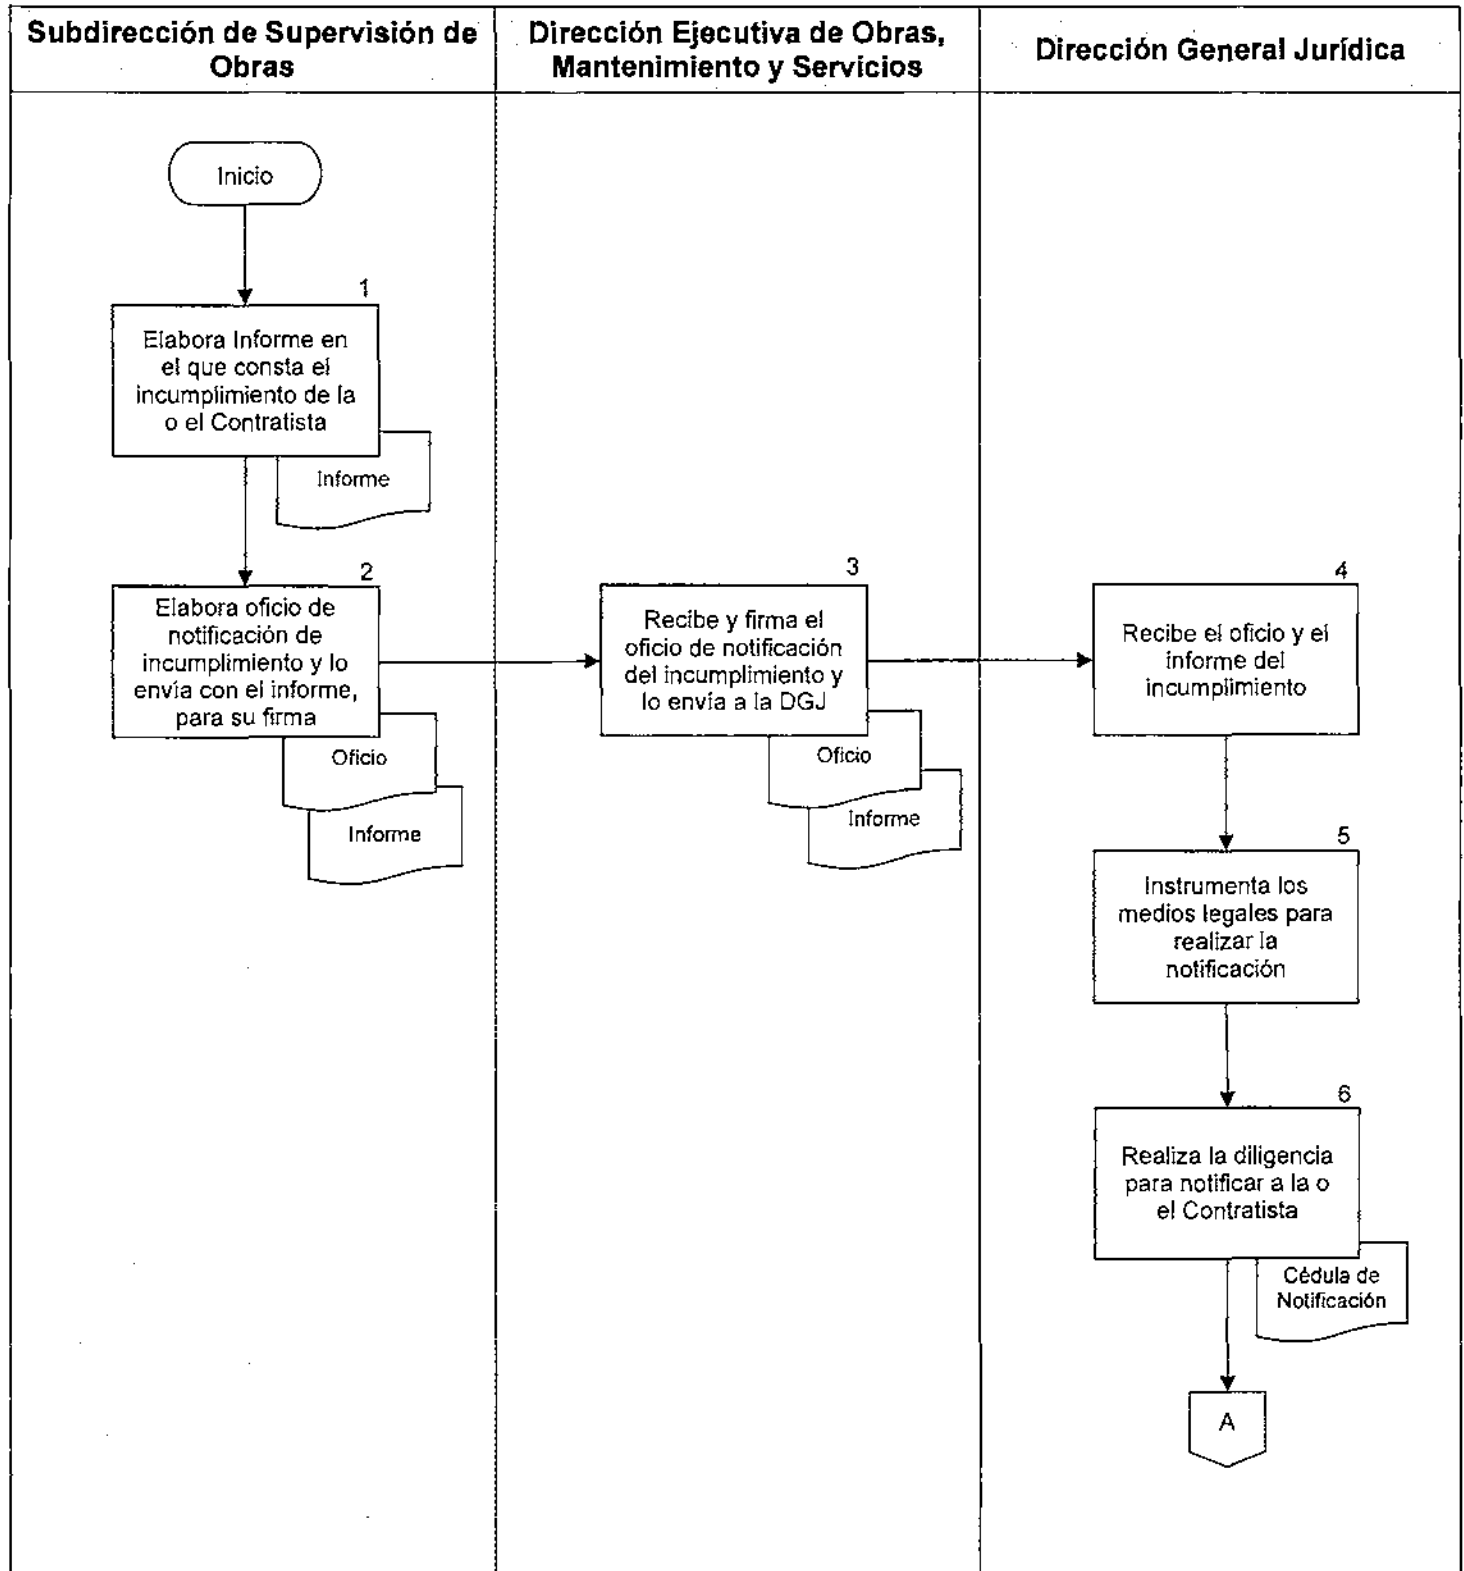 Subdirección de Supervisión de
Obras
Dirección Ejecutiva de Obras,
Mantenimiento y Servicios
Dirección General Jurídica
Inicio
1
Elabora Informe en
el que consta el
incumplimiento de la
o el Contratista
Informe
2
Elabora oficio de
notificación de
incumplimiento y lo
envía con el informe,
para su firma
Oficio
Informe
3
Recibe y firma el
oficio de notificación
del incumplimiento y
lo envía a la DGJ
Oficio
Informe
4
Recibe el oficio y el
informe del
incumplimiento
5
Instrumenta los
medios legales para
realizar la
notificación
6
Realiza la diligencia
para notificar a la o
el Contratista
Cédula de
Notificación
A